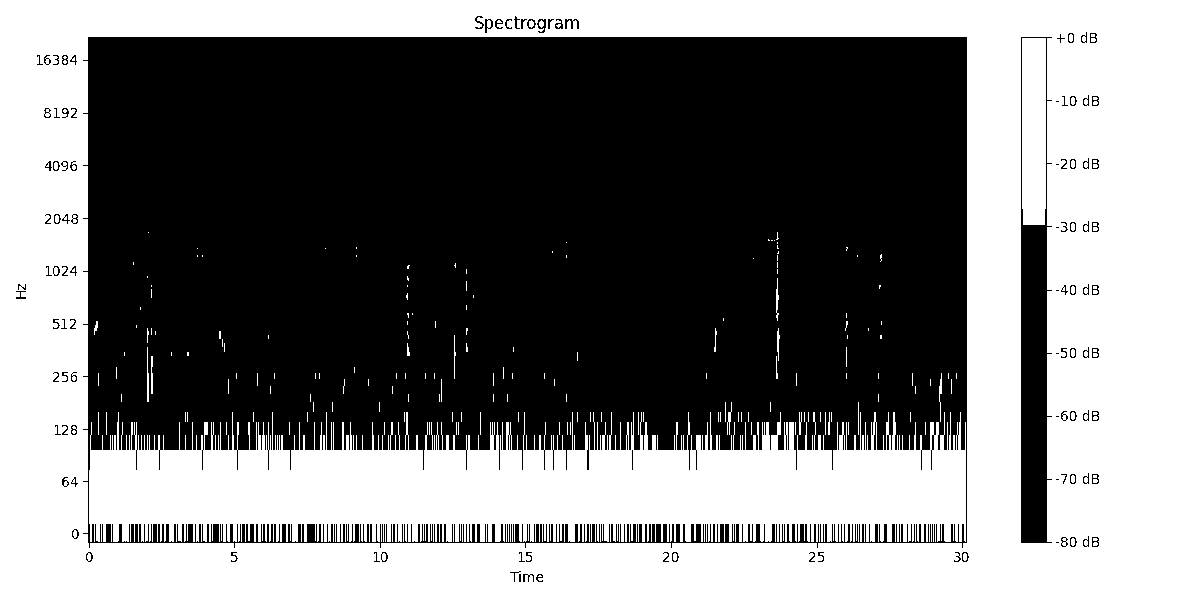 Spectrogram
+0 dB
16384
-10 dB
8192
-20 dB
4096
2048
-30 dB
1024
-40 dB
Hz
512
-50 dB
256
-60 dB
128
-70 dB
64
0
-80 dB
0 5 10 15 20 25 30
Time